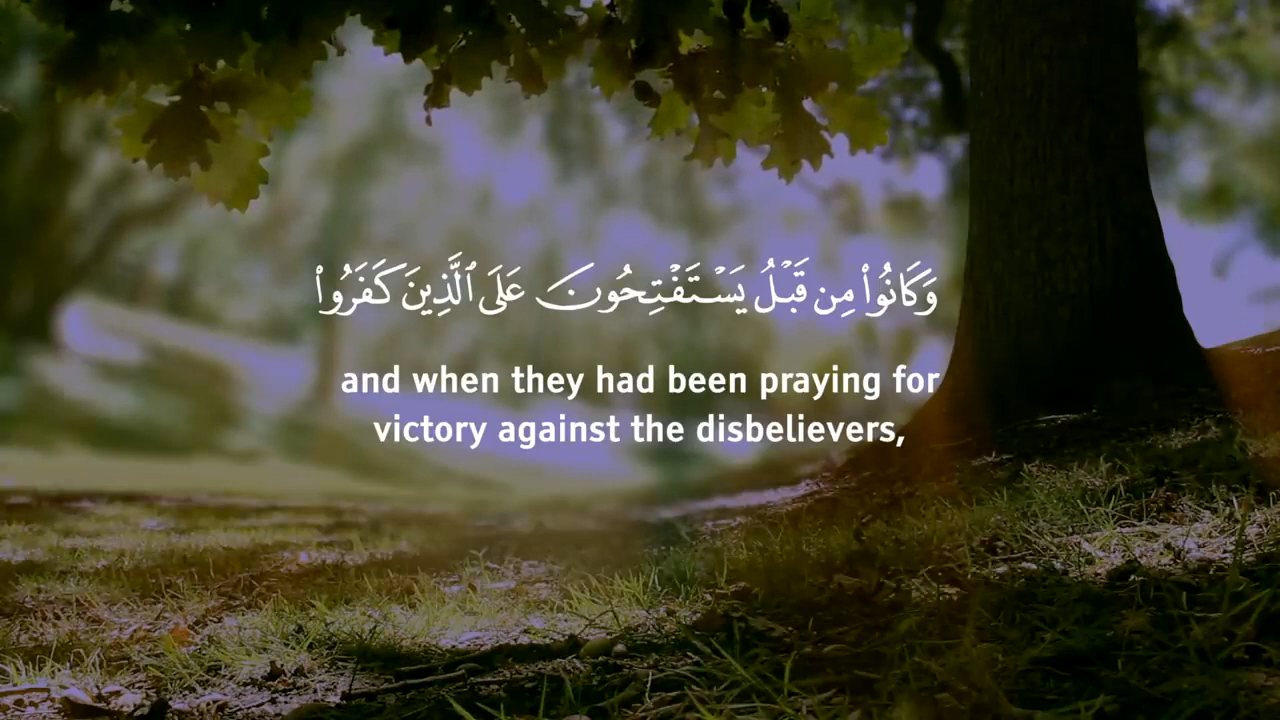 وَكَانُوا۟ مِن قَبْلُ يَسْتَفْتِحُونَ عَلَى ٱلَّذِينَ كَفَرُوا۟
and when they had been praying for
victory against the disbelievers,